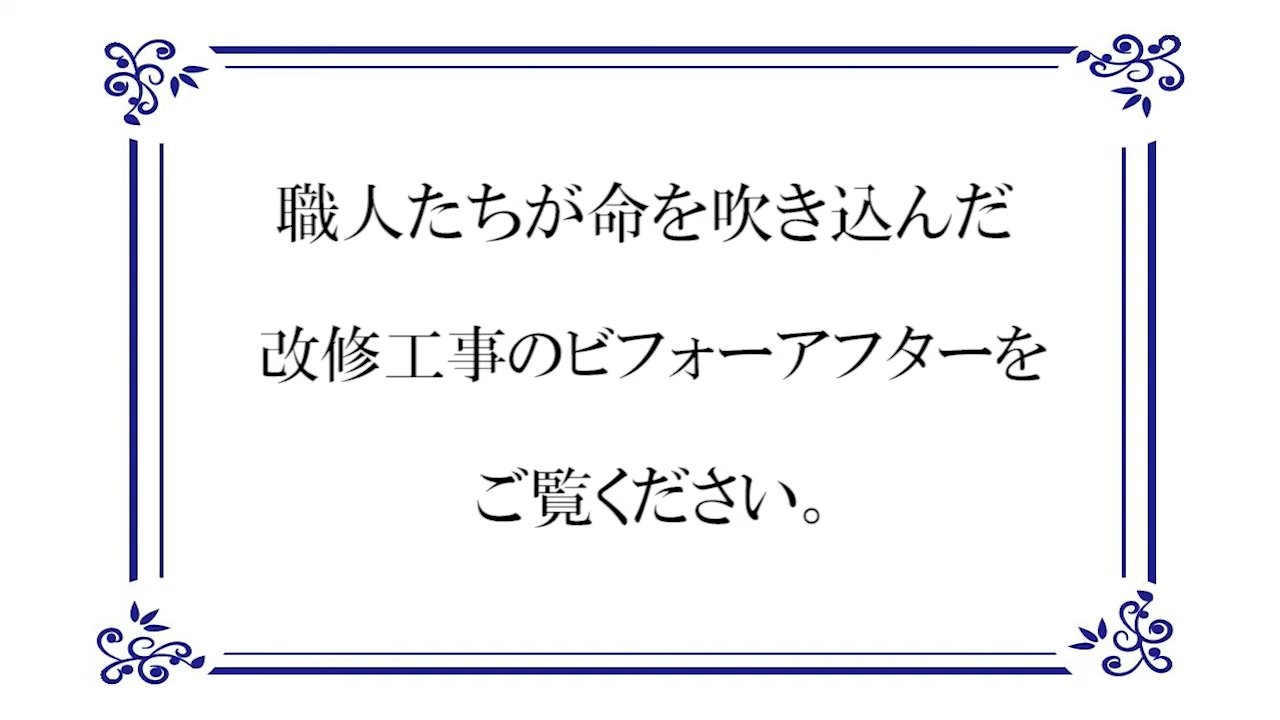 職人たちが命を吹き込んだ
改修工事のビフォーアフターを
ご覧ください。